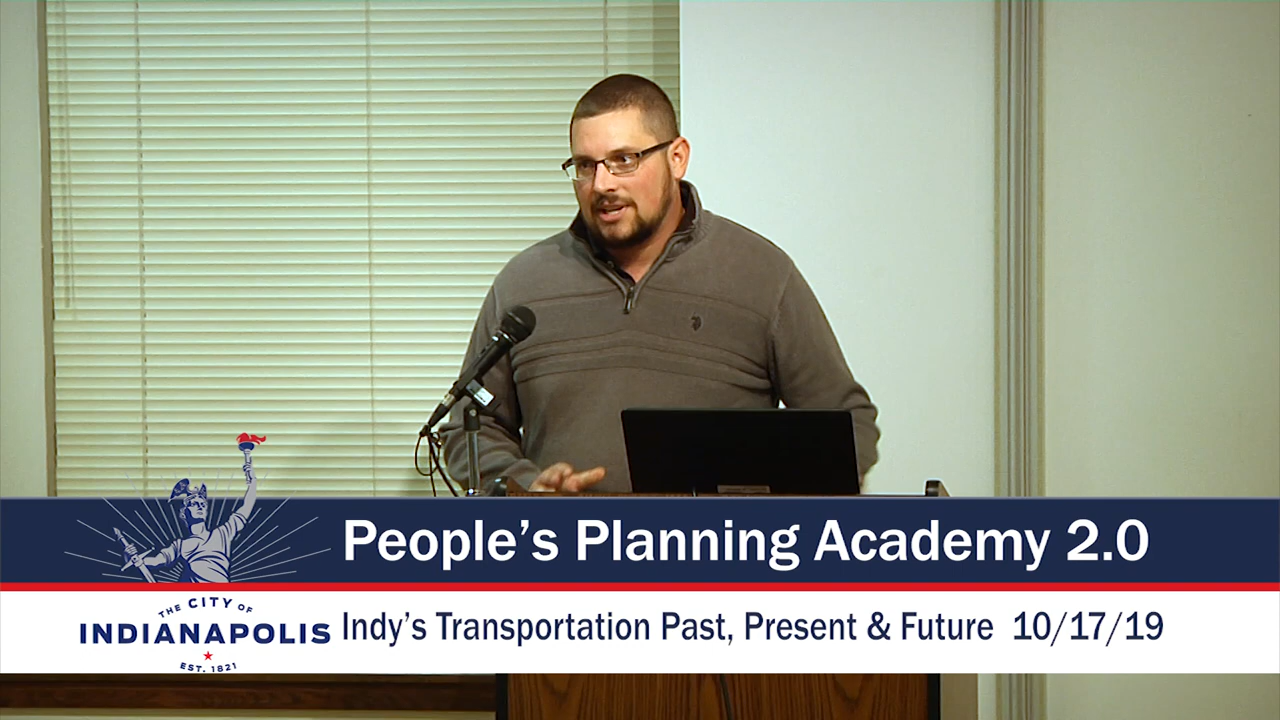 People's Planning Academy 2.0
THE CITY OF
INDIANAPOLIS
EST. 1821
Indy's Transportation Past, Present & Future 10/17/19